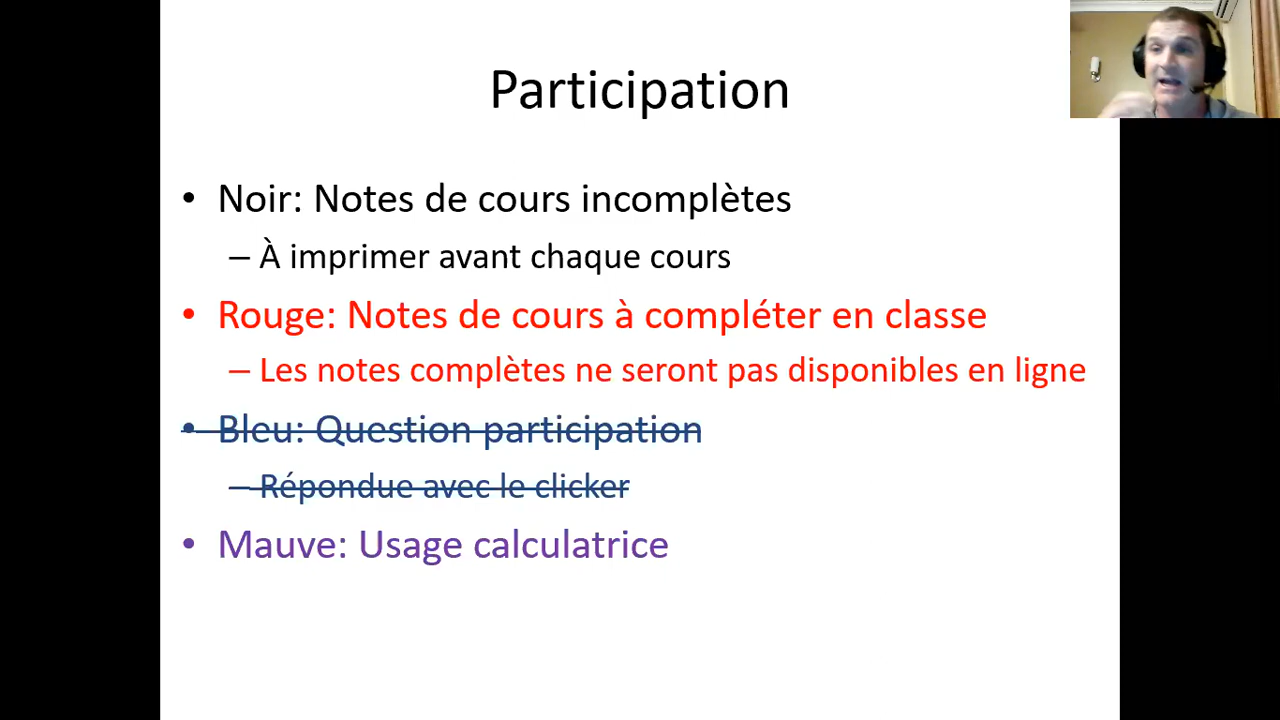 Participation
• Noir: Notes de cours incomplètes
– À imprimer avant chaque cours
• Rouge: Notes de cours à compléter en classe
– Les notes complètes ne seront pas disponibles en ligne
• Bleu: Question participation
– Répondue avec le clicker
• Mauve: Usage calculatrice